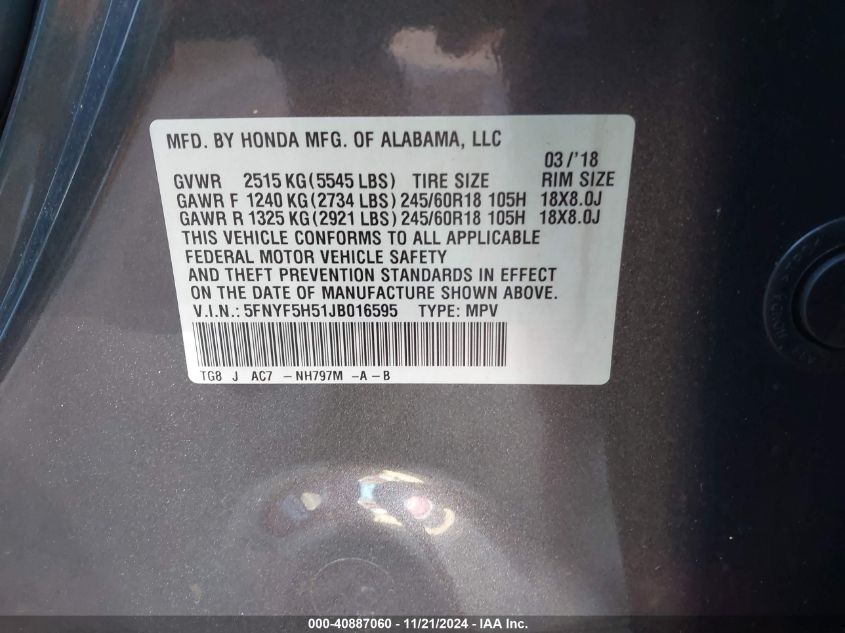 MFD. BY HONDA MFG. OF ALABAMA, LLC
03/'18
GVWR 2515 KG (5545 LBS) TIRE SIZE RIM SIZE
GAWR F 1240 KG (2734 LBS) 245/60R18 105H 18X8.0J
GAWR R 1325 KG (2921 LBS) 245/60R18 105H 18X8.0J
THIS VEHICLE CONFORMS TO ALL APPLICABLE
FEDERAL MOTOR VEHICLE SAFETY
AND THEFT PREVENTION STANDARDS IN EFFECT
ON THE DATE OF MANUFACTURE SHOWN ABOVE.
V.I.N.: 5FNYF5H51JB016595 TYPE: MPV
TG8 J AC7 -NH797M -A-B
000-40887060 - 11/21/2024 - IAA Inc.